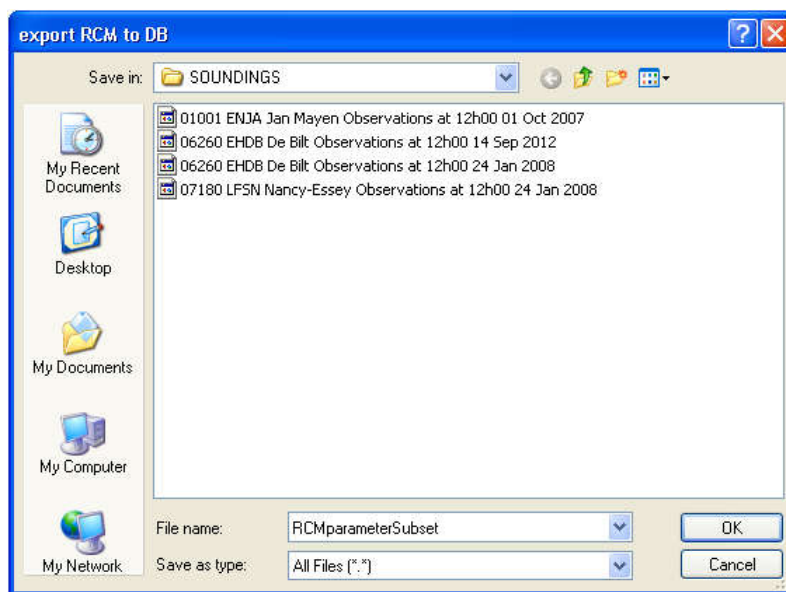 export RCM to DB
Save in: SOUNDINGS
My Recent
Documents
Desktop
My Documents
My Computer
My Network
01001 ENJA Jan Mayen Observations at 12h00 01 Oct 2007
06260 EHDB De Bilt Observations at 12h00 14 Sep 2012
06260 EHDB De Bilt Observations at 12h00 24 Jan 2008
07180 LFSN Nancy-Essey Observations at 12h00 24 Jan 2008
File name: RCMparameterSubset OK
Save as type: All Files (*.*) Cancel